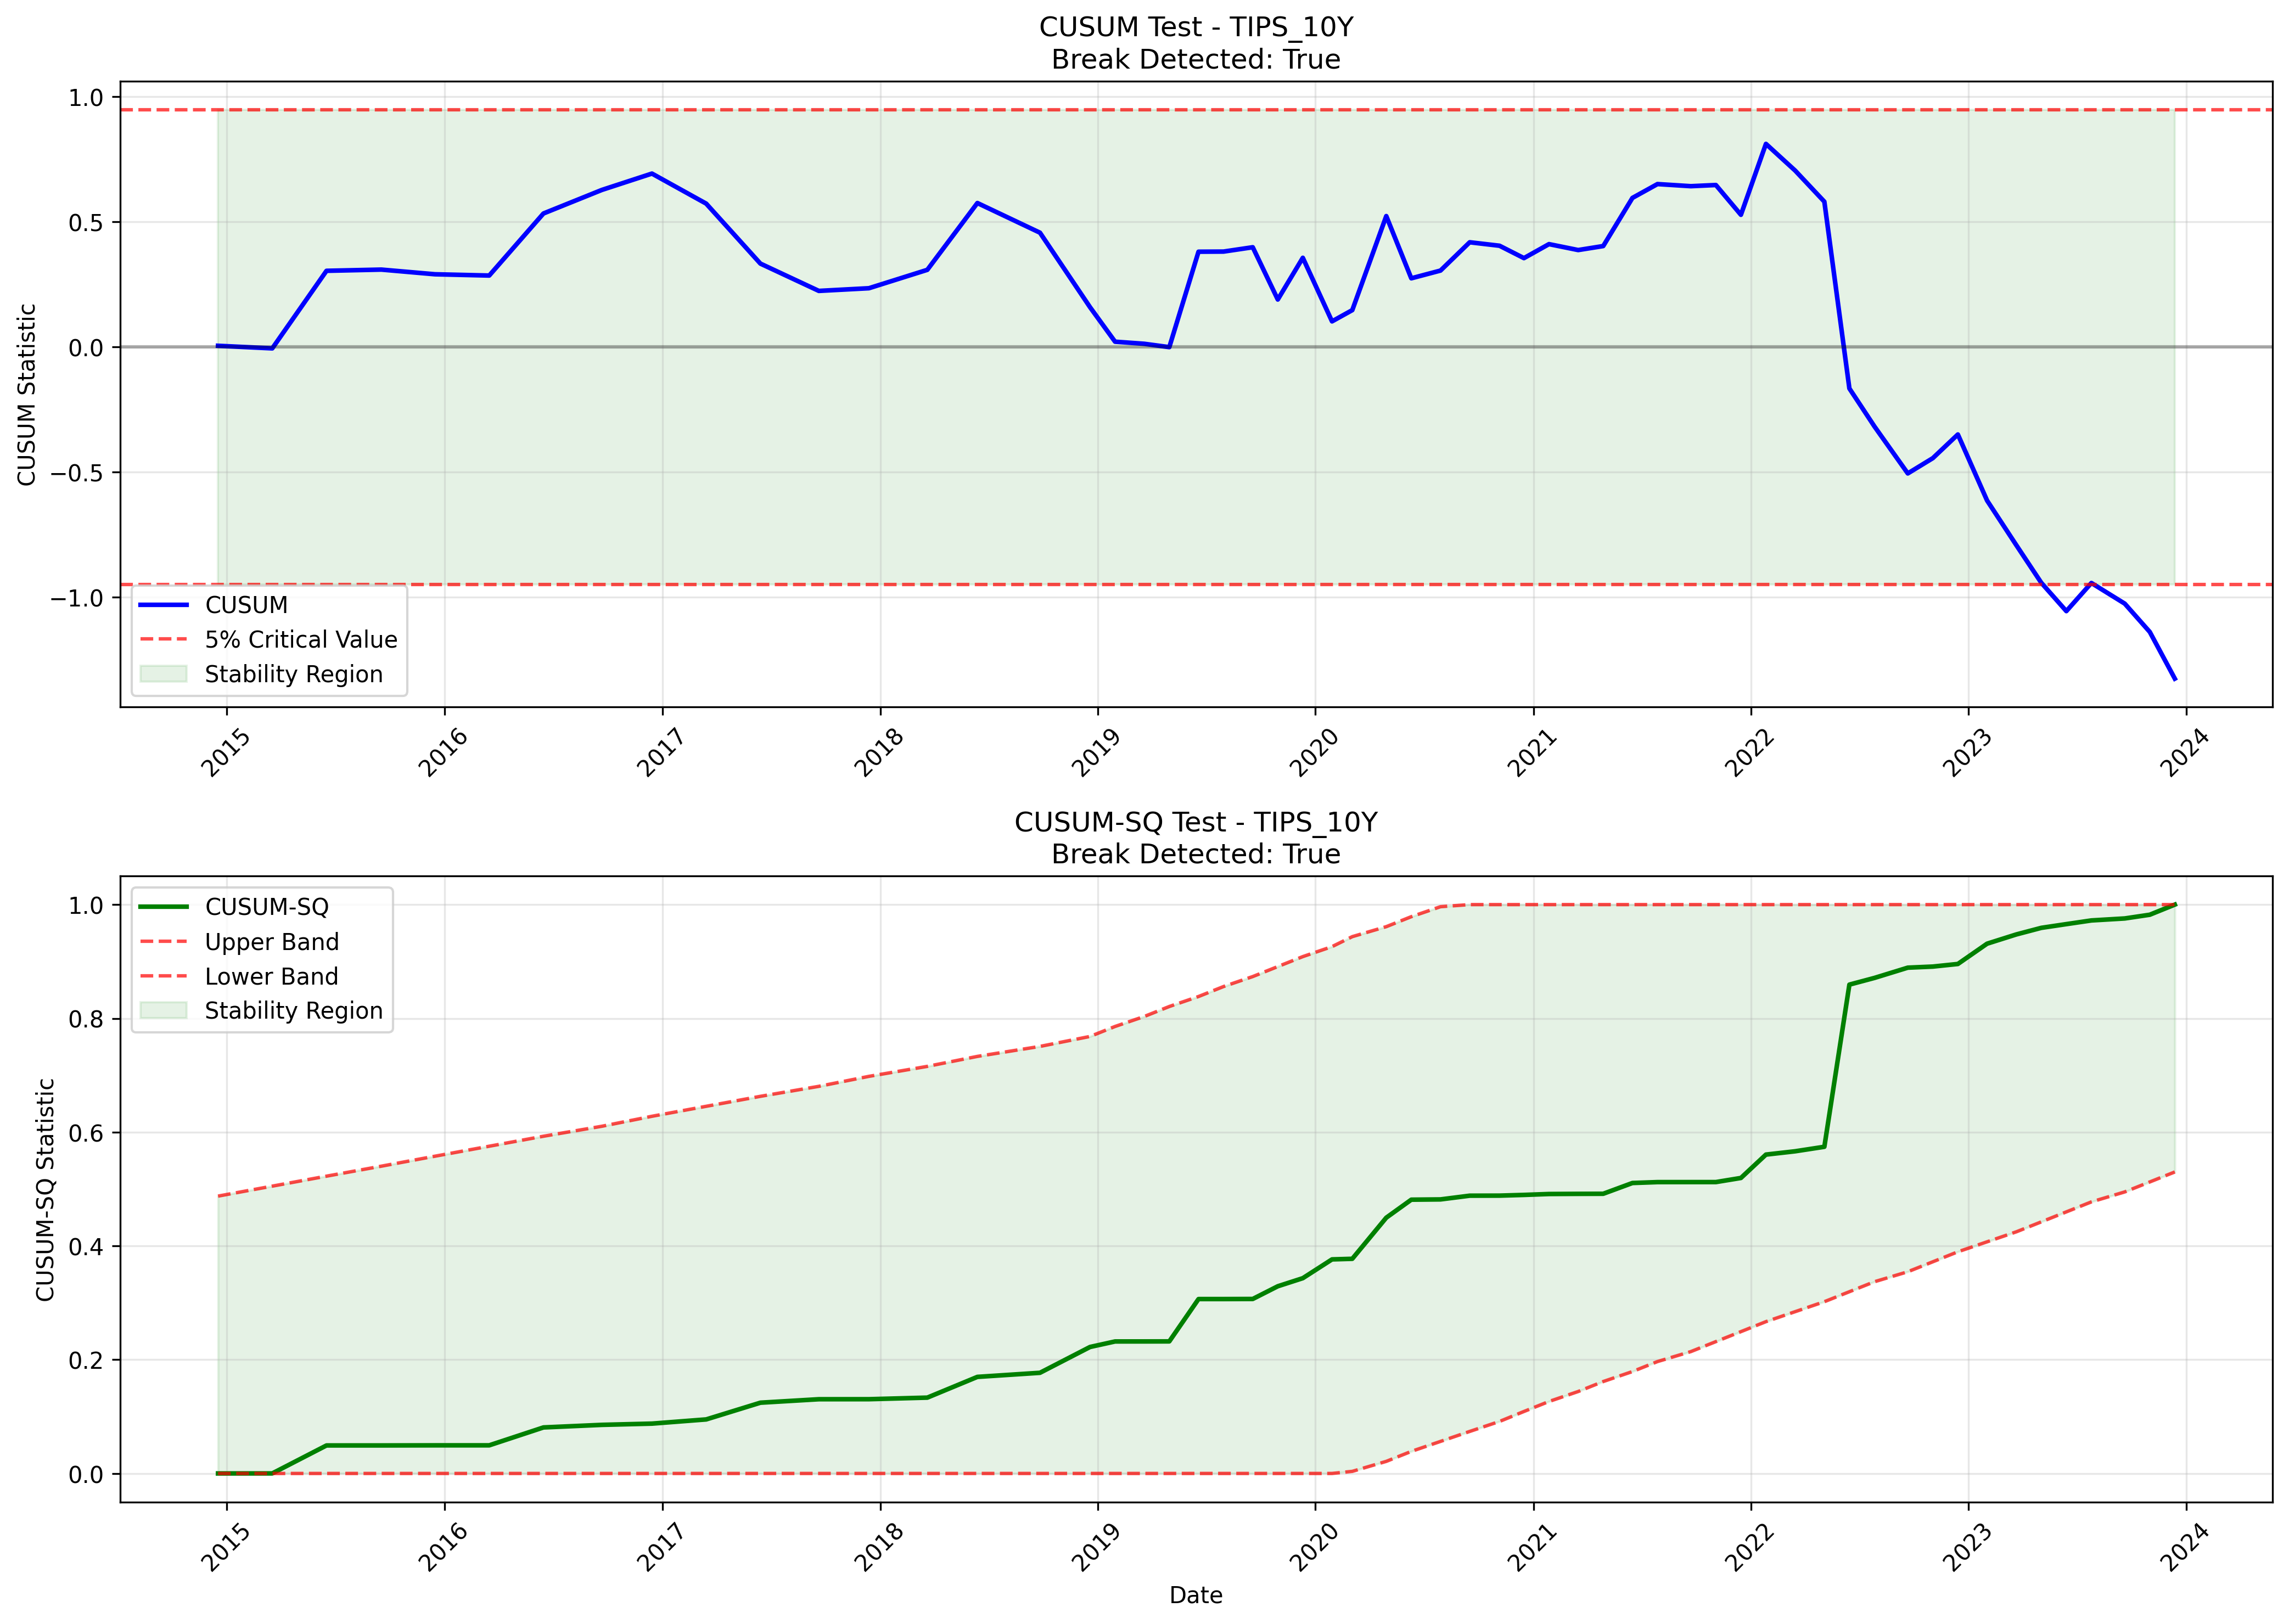 CUSUM Test - TIPS_10Y
Break Detected: True
CUSUM Statistic
1.0
0.5
0.0
−0.5
−1.0
CUSUM
5% Critical Value
Stability Region
2015
2016
2017
2018
2019
2020
2021
2022
2023
2024
CUSUM-SQ Test - TIPS_10Y
Break Detected: True
CUSUM-SQ Statistic
1.0
0.8
0.6
0.4
0.2
0.0
CUSUM-SQ
Upper Band
Lower Band
Stability Region
2015
2016
2017
2018
2019
2020
2021
2022
2023
2024
Date